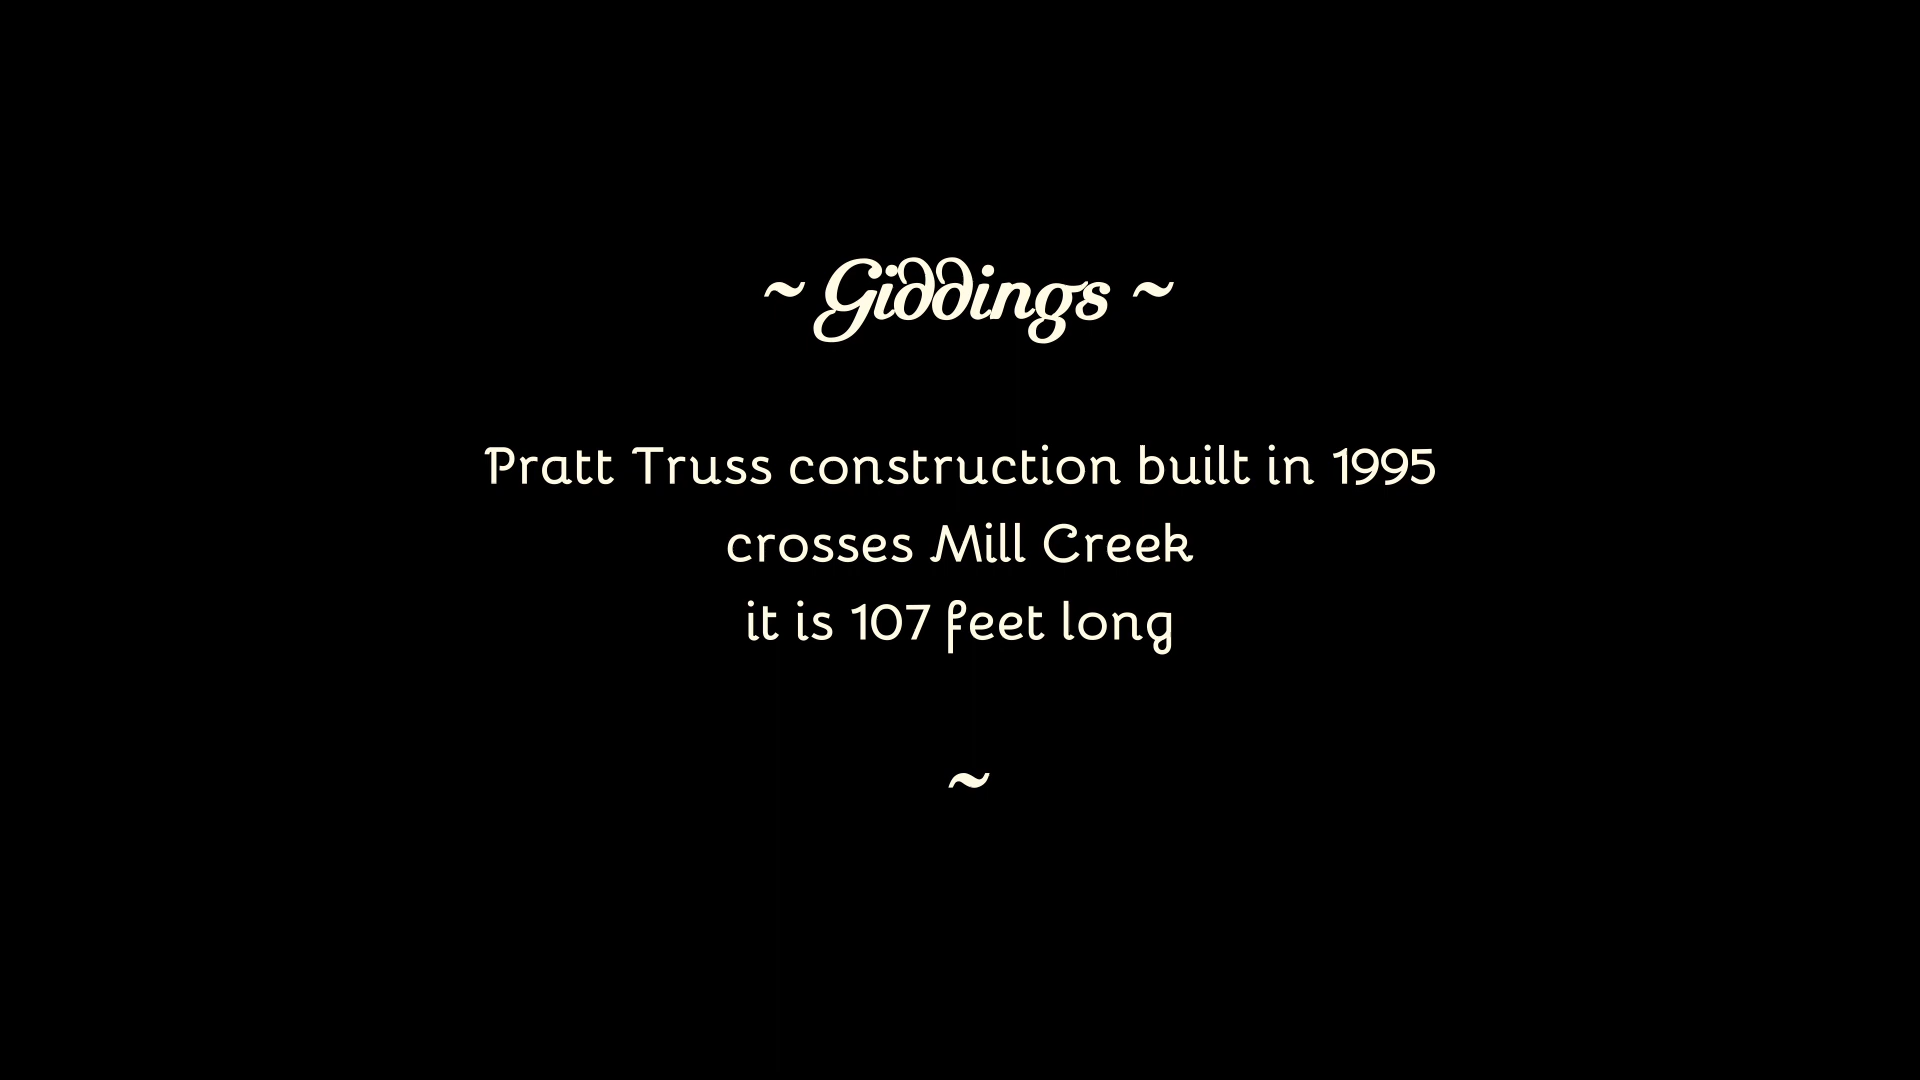 ~ Giddings ~
Pratt Truss construction built in 1995
crosses Mill Creek
it is 107 feet long
~